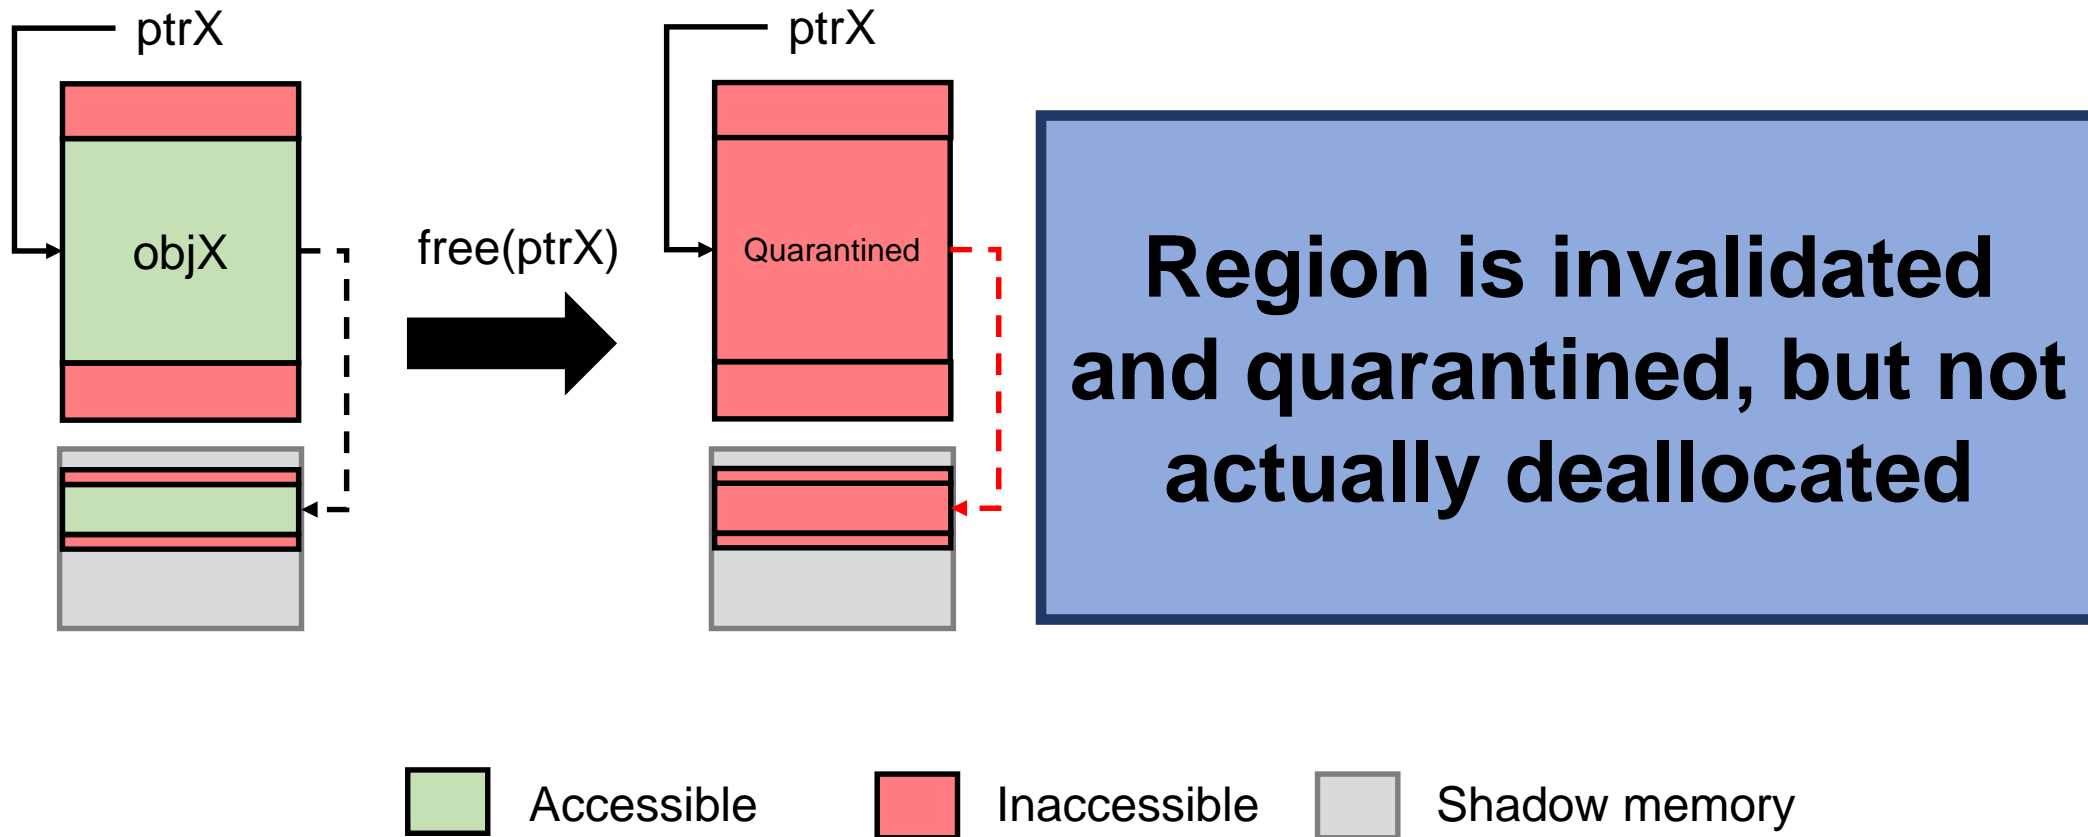 ptrX
ptrX
objX
free(ptrX)
Quarantined
Region is invalidated
and quarantined, but not
actually deallocated
Accessible
Inaccessible
Shadow memory